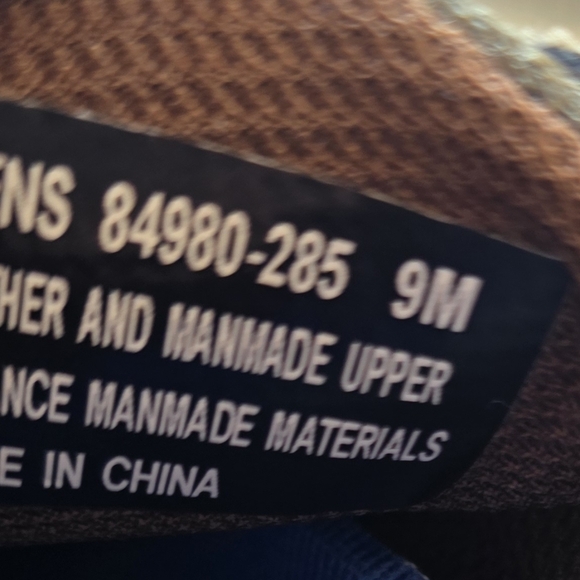 ENS 84980-285 9M
HER AND MANMADE UPPER
NCE MANMADE MATERIALS
E IN CHINA